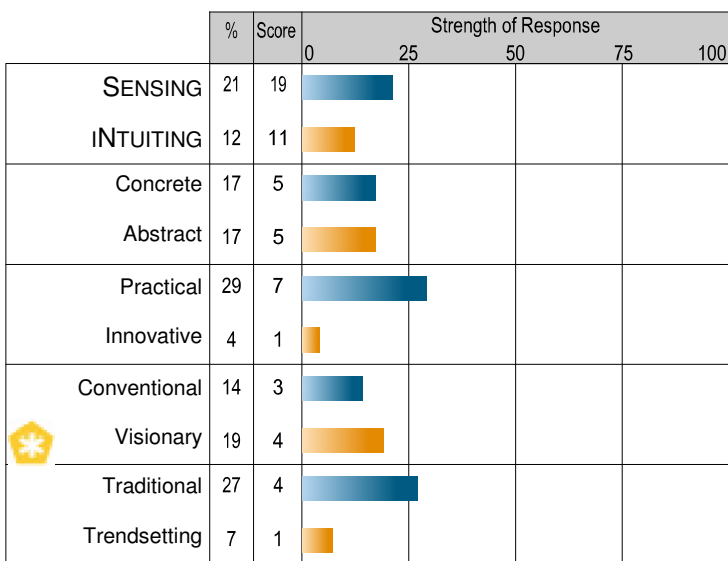 % Score Strength of Response
0 25 50 75 100
SENSING 21 19
INTUITING 12 11
Concrete 17 5
Abstract 17 5
Practical 29 7
Innovative 4 1
Conventional 14 3
Visionary 19 4
Traditional 27 4
Trendsetting 7 1